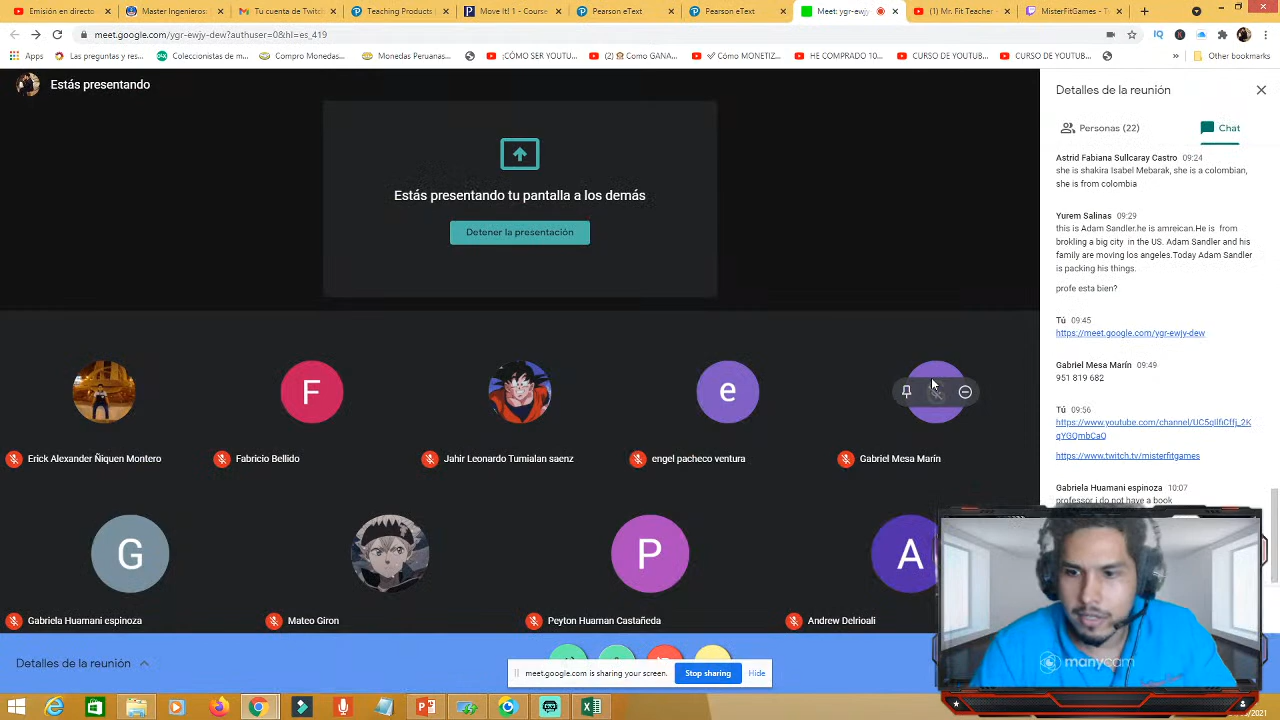 En directo
Master Ingenieros:
Tu cuenta de Twitch
Teaching Products |
Move It! 1 - Course
Pearson eText
Pearson eText
Meet: ygr-ewjy-
(1) Mr. Fit Teacher -
MisterFitGames - T
meet.google.com/ygr-ewjy-dew?authuser=0&hl=es_419
IQ
Apps
Las preguntas y res...
Coleccionistas de m...
Compro Monedas...
Monedas Peruanas...
¡CÓMO SER YOUTU...
(2) Como GANA...
Cómo MONETIZ...
HE COMPRADO 10...
CURSO DE YOUTUB...
CURSO DE YOUTUB...
»
Other bookmarks
Estás presentando
Estás presentando tu pantalla a los demás
Detener la presentación
F
e
Erick Alexander Ñiquen Montero
Fabricio Bellido
Jahir Leonardo Tumialan saenz
engel pacheco ventura
Gabriel Mesa Marín
G
P
A
Gabriela Huamani espinoza
Mateo Giron
Peyton Huaman Castañeda
Andrew Delrioali
Detalles de la reunión
meet.google.com is sharing your screen.
Stop sharing
Hide
Detalles de la reunión
Personas (22)
Chat
Astrid Fabiana Sullcaray Castro 09:24
she is shakira Isabel Mebarak, she is a colombian,
she is from colombia
Yurem Salinas 09:29
this is Adam Sandler.he is amreican.He is from
brokling a big city in the US. Adam Sandler and his
family are moving los angeles.Today Adam Sandler
is packing his things.
profe esta bien?
Tú 09:45
https://meet.google.com/ygr-ewjy-dew
Gabriel Mesa Marín 09:49
951 819 682
Tú 09:56
https://www.twitch.tv/misterfitgames
Gabriela Huamani espinoza 10:07
professor i do not have a book
manycam